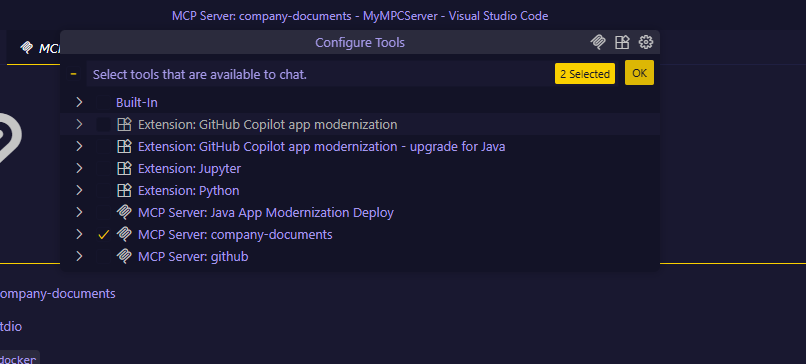 MCP Server: company-documents - MyMPCServer - Visual Studio Code
Configure Tools
Select tools that are available to chat.
2 Selected
OK
Built-In
Extension: GitHub Copilot app modernization
Extension: GitHub Copilot app modernization - upgrade for Java
Extension: Jupyter
Extension: Python
MCP Server: Java App Modernization Deploy
MCP Server: company-documents
MCP Server: github
ompany-documents
tdio
docker